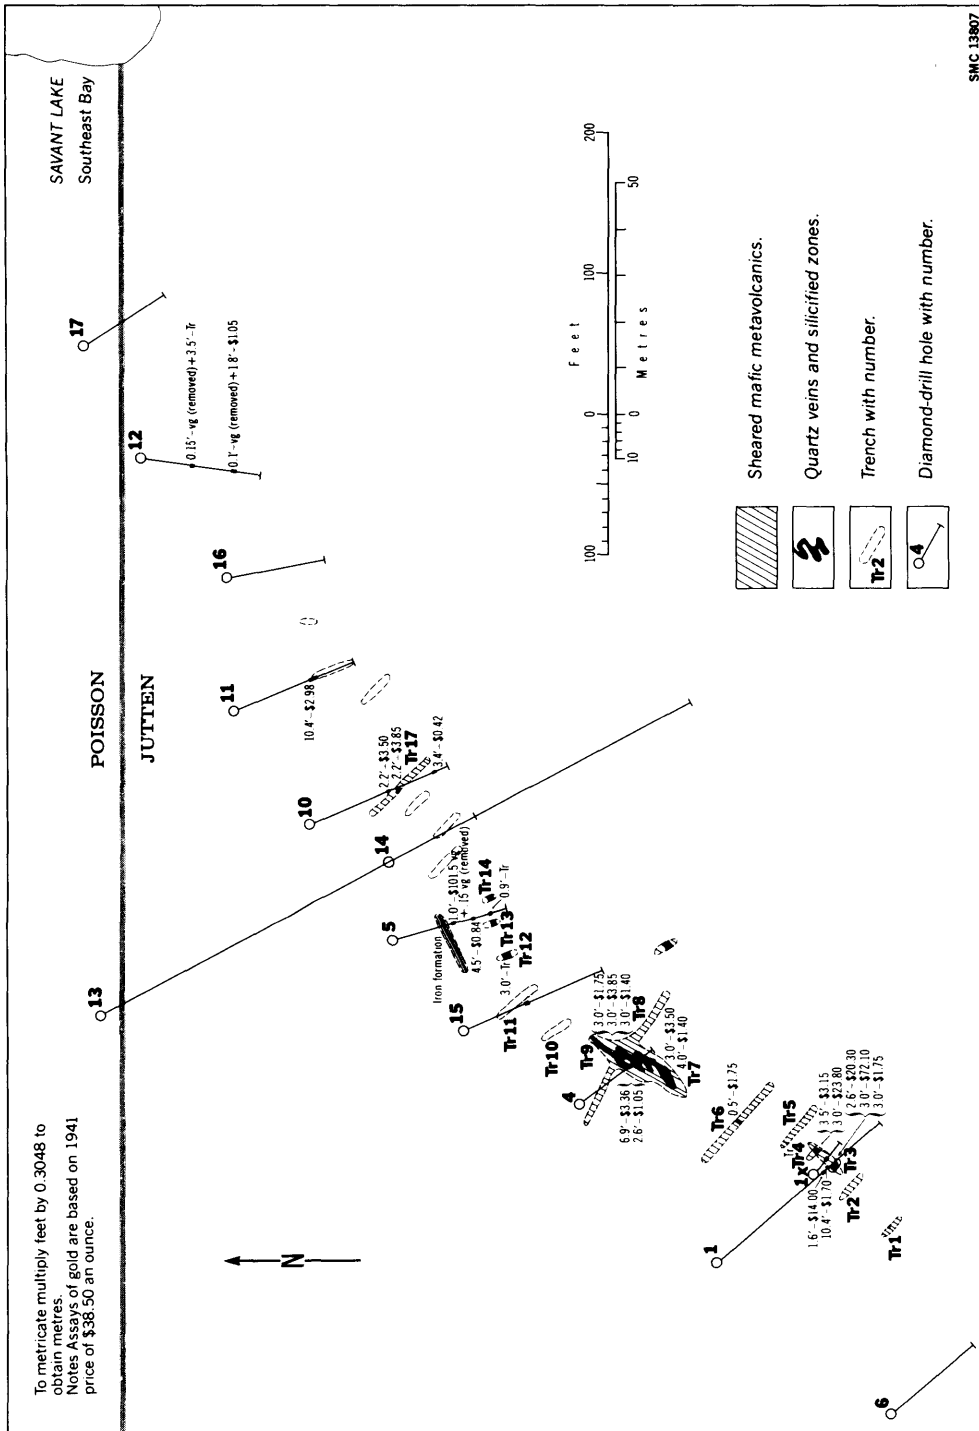 To metricate multiply feet by 0.3048 to
obtain metres.
Notes Assays of gold are based on 1941
price of $38.50 an ounce.
POISSON
JUTTEN
SAVANT LAKE
Southeast Bay
17
12
0.15'-vg (removed)+3.5'-Tr
0.1'-vg (removed)+1.8'-$1.05
16
11
10.4'-$2.98
10
2.2'-$3.50
2.2'-$3.85
Tr17
3.4'-$0.42
14
13
5
Iron formation
1.0'-$101.5 vg
+.15 vg (removed)
4.5'-$0.84
Tr14
0.9'-Tr
Tr13
Tr12
3.0'-Tr
15
Tr11
Tr10
4
Tr9
3.0'-$1.75
3.0'-$3.85
3.0'-$1.40
Tr8
6.9'-$3.36
2.6'-$1.05
3.0'-$3.50
4.0'-$1.40
Tr7
Tr6
0.5'-$1.75
Tr5
Tr
1x
Tr4
3.5'-$3.15
3.0'-$23.80
2.6'-$20.30
3.0'-$72.10
3.0'-$1.75
Tr3
1.6'-$14.00
10.4'-$1.70
Tr2
Tr1
1
6
N
Feet
100 0 100 200
10 0 50
Metres
Sheared mafic metavolcanics.
Quartz veins and silicified zones.
Tr2
Trench with number.
4
Diamond-drill hole with number.
SMC 13807